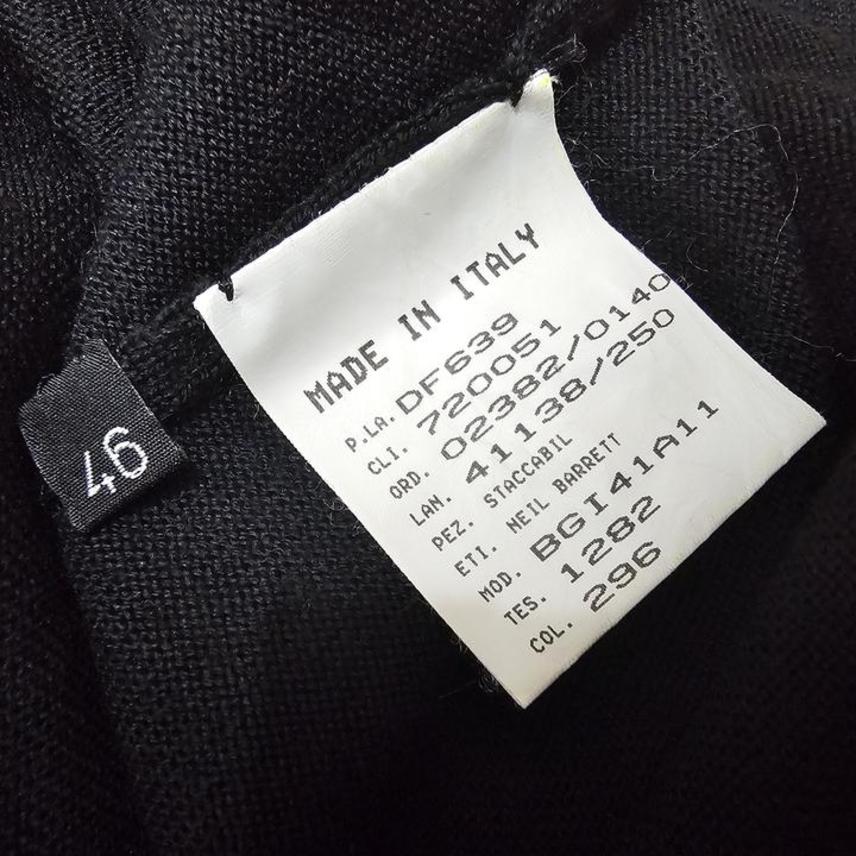 46
MADE IN ITALY
P.LA. DF639
CLI. 720051
ORD. 02382/0140
LAN. 41138/250
PEZ. STACCABIL
ETI. NEIL BARRETT
MOD. BGI41A11
TES. 1282
COL. 296